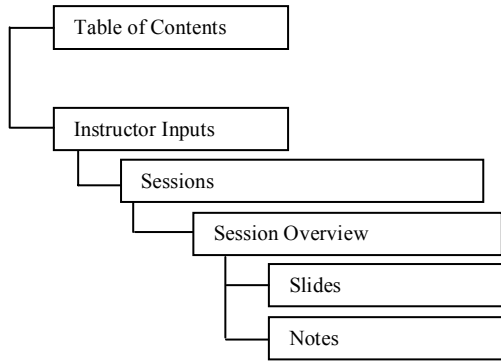 Table of Contents
Instructor Inputs
Sessions
Session Overview
Slides
Notes